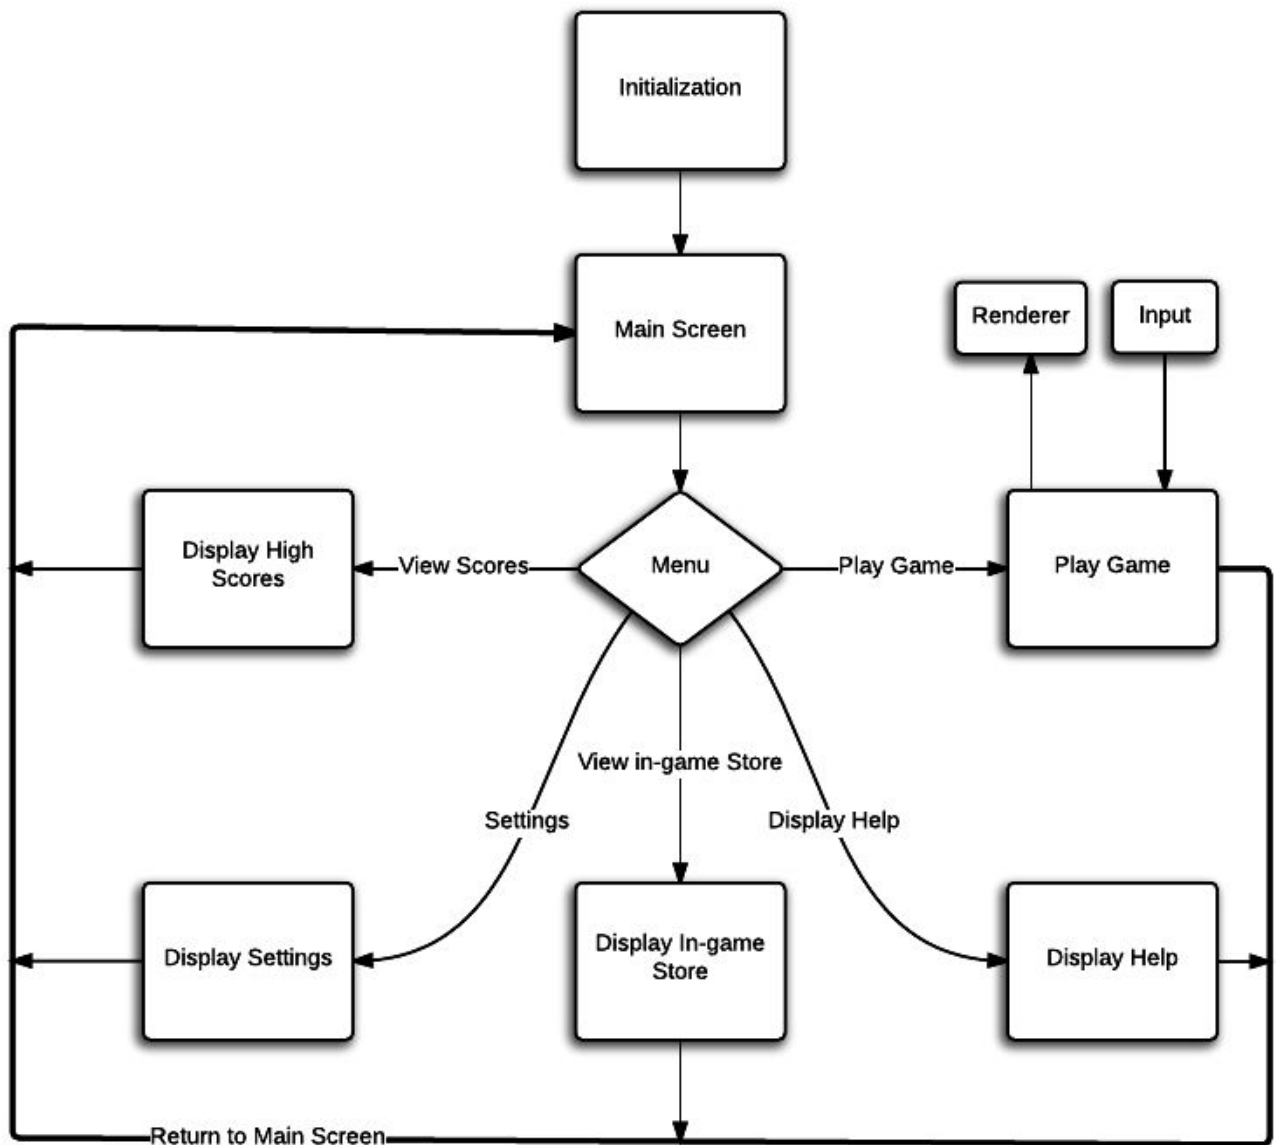 Initialization
Main Screen
Renderer
Input
Display High
Scores
View Scores
Menu
Play Game
Play Game
View in-game Store
Settings
Display Help
Display Settings
Display In-game
Store
Display Help
Return to Main Screen